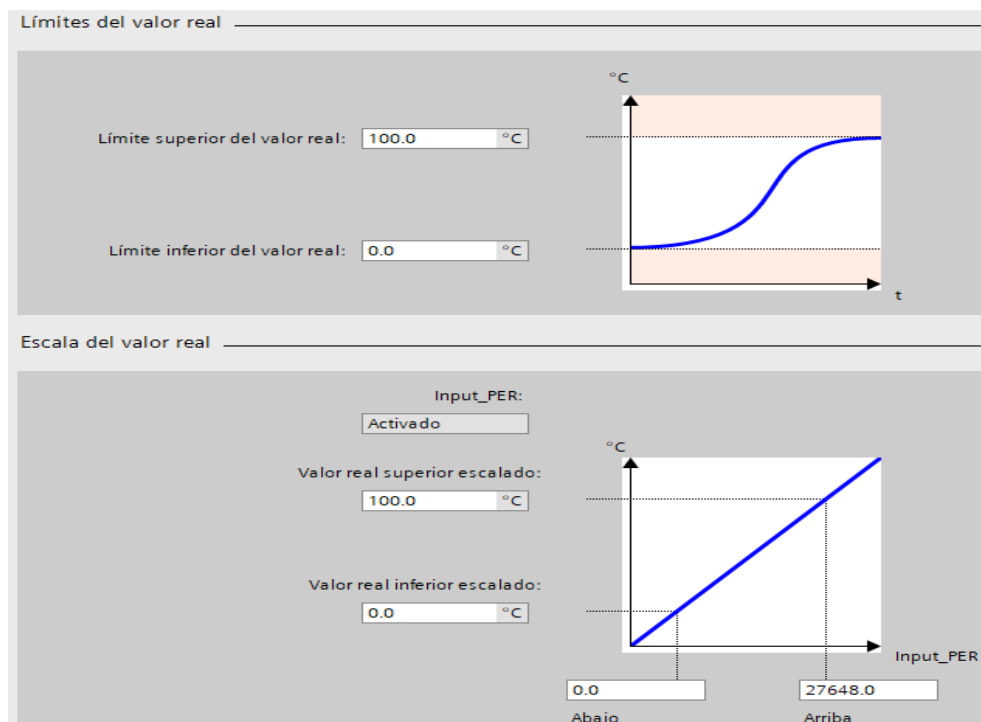 Límites del valor real
°C
Límite superior del valor real: 100.0 °C
Límite inferior del valor real: 0.0 °C
t
Escala del valor real
Input_PER:
Activado
°C
Valor real superior escalado:
100.0 °C
Valor real inferior escalado:
0.0 °C
Input_PER
0.0 27648.0
Abajo Arriba